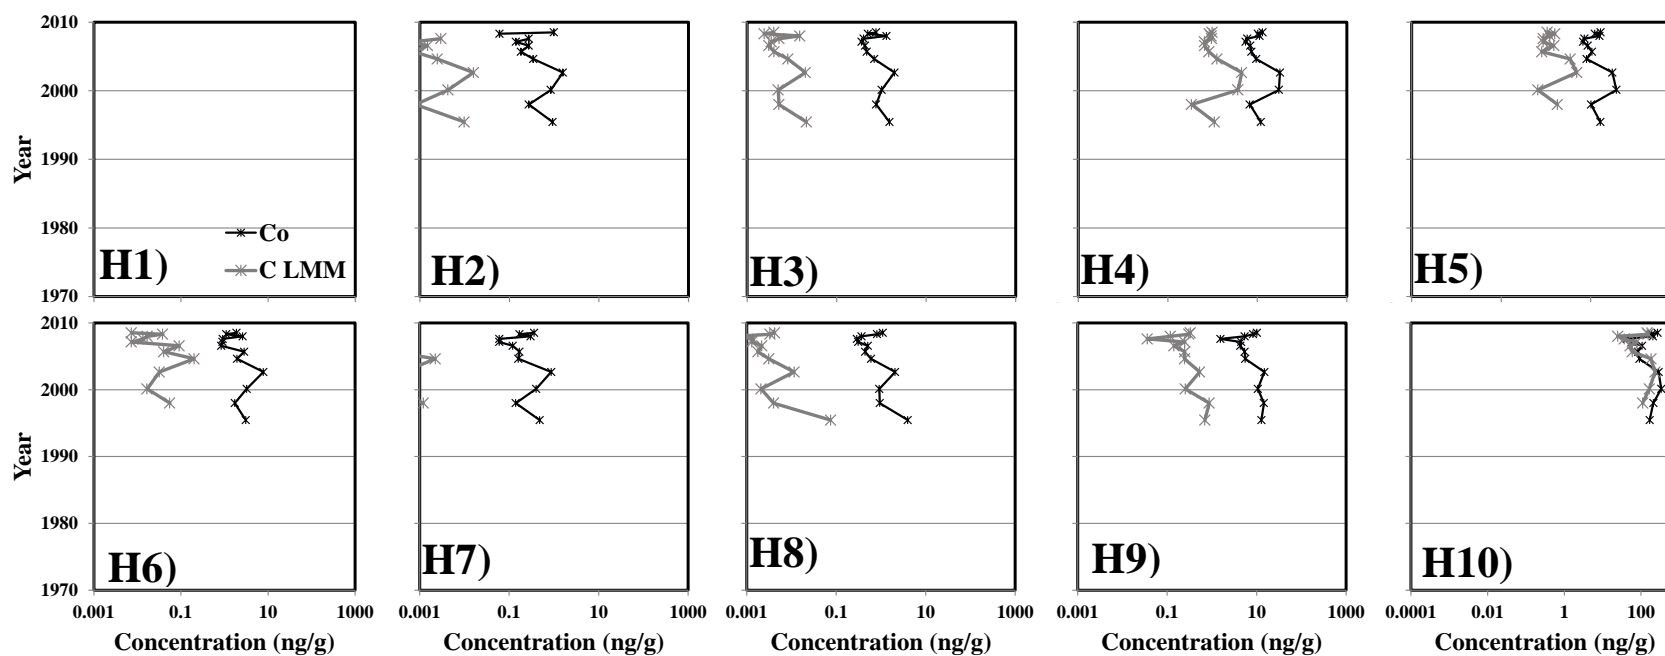 2010
2000
1990
1980
1970
Year
Co
C LMM
H1)
H2)
H3)
H4)
H5)
2010
2000
1990
1980
1970
Year
H6)
H7)
H8)
H9)
H10)
0.001 0.1 10 1000
0.001 0.1 10 1000
0.001 0.1 10 1000
0.001 0.1 10 1000
0.0001 0.01 1 100
Concentration (ng/g)
Concentration (ng/g)
Concentration (ng/g)
Concentration (ng/g)
Concentration (ng/g)